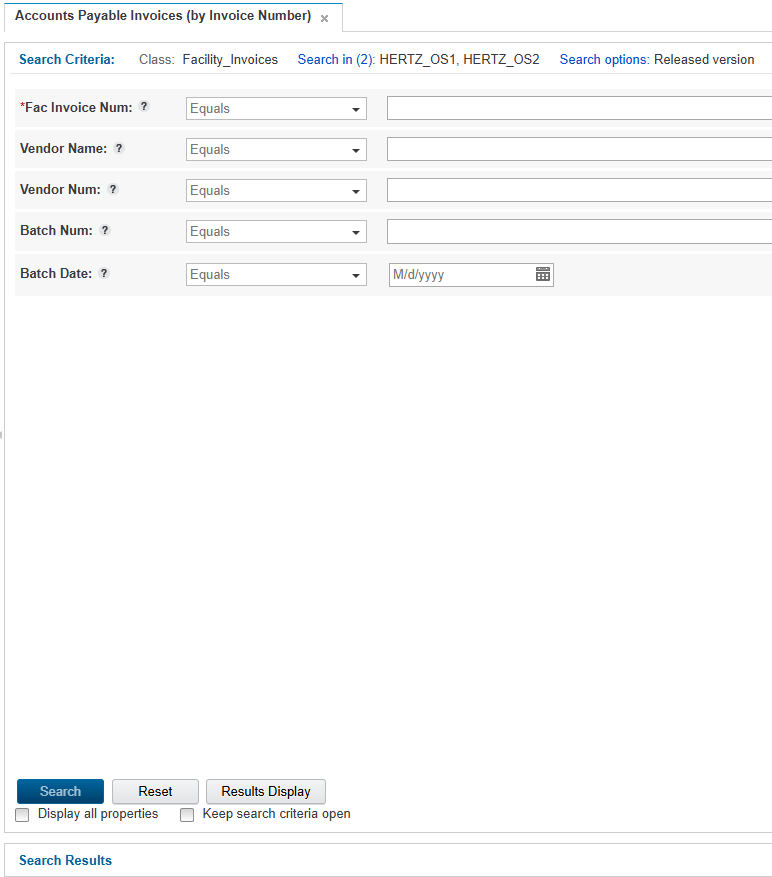 Accounts Payable Invoices (by Invoice Number) ×
Search Criteria: Class: Facility_Invoices Search in (2): HERTZ_OS1, HERTZ_OS2 Search options: Released version
*Fac Invoice Num: ? Equals
Vendor Name: ? Equals
Vendor Num: ? Equals
Batch Num: ? Equals
Batch Date: ? Equals M/d/yyyy
Search Reset Results Display
Display all properties Keep search criteria open
Search Results